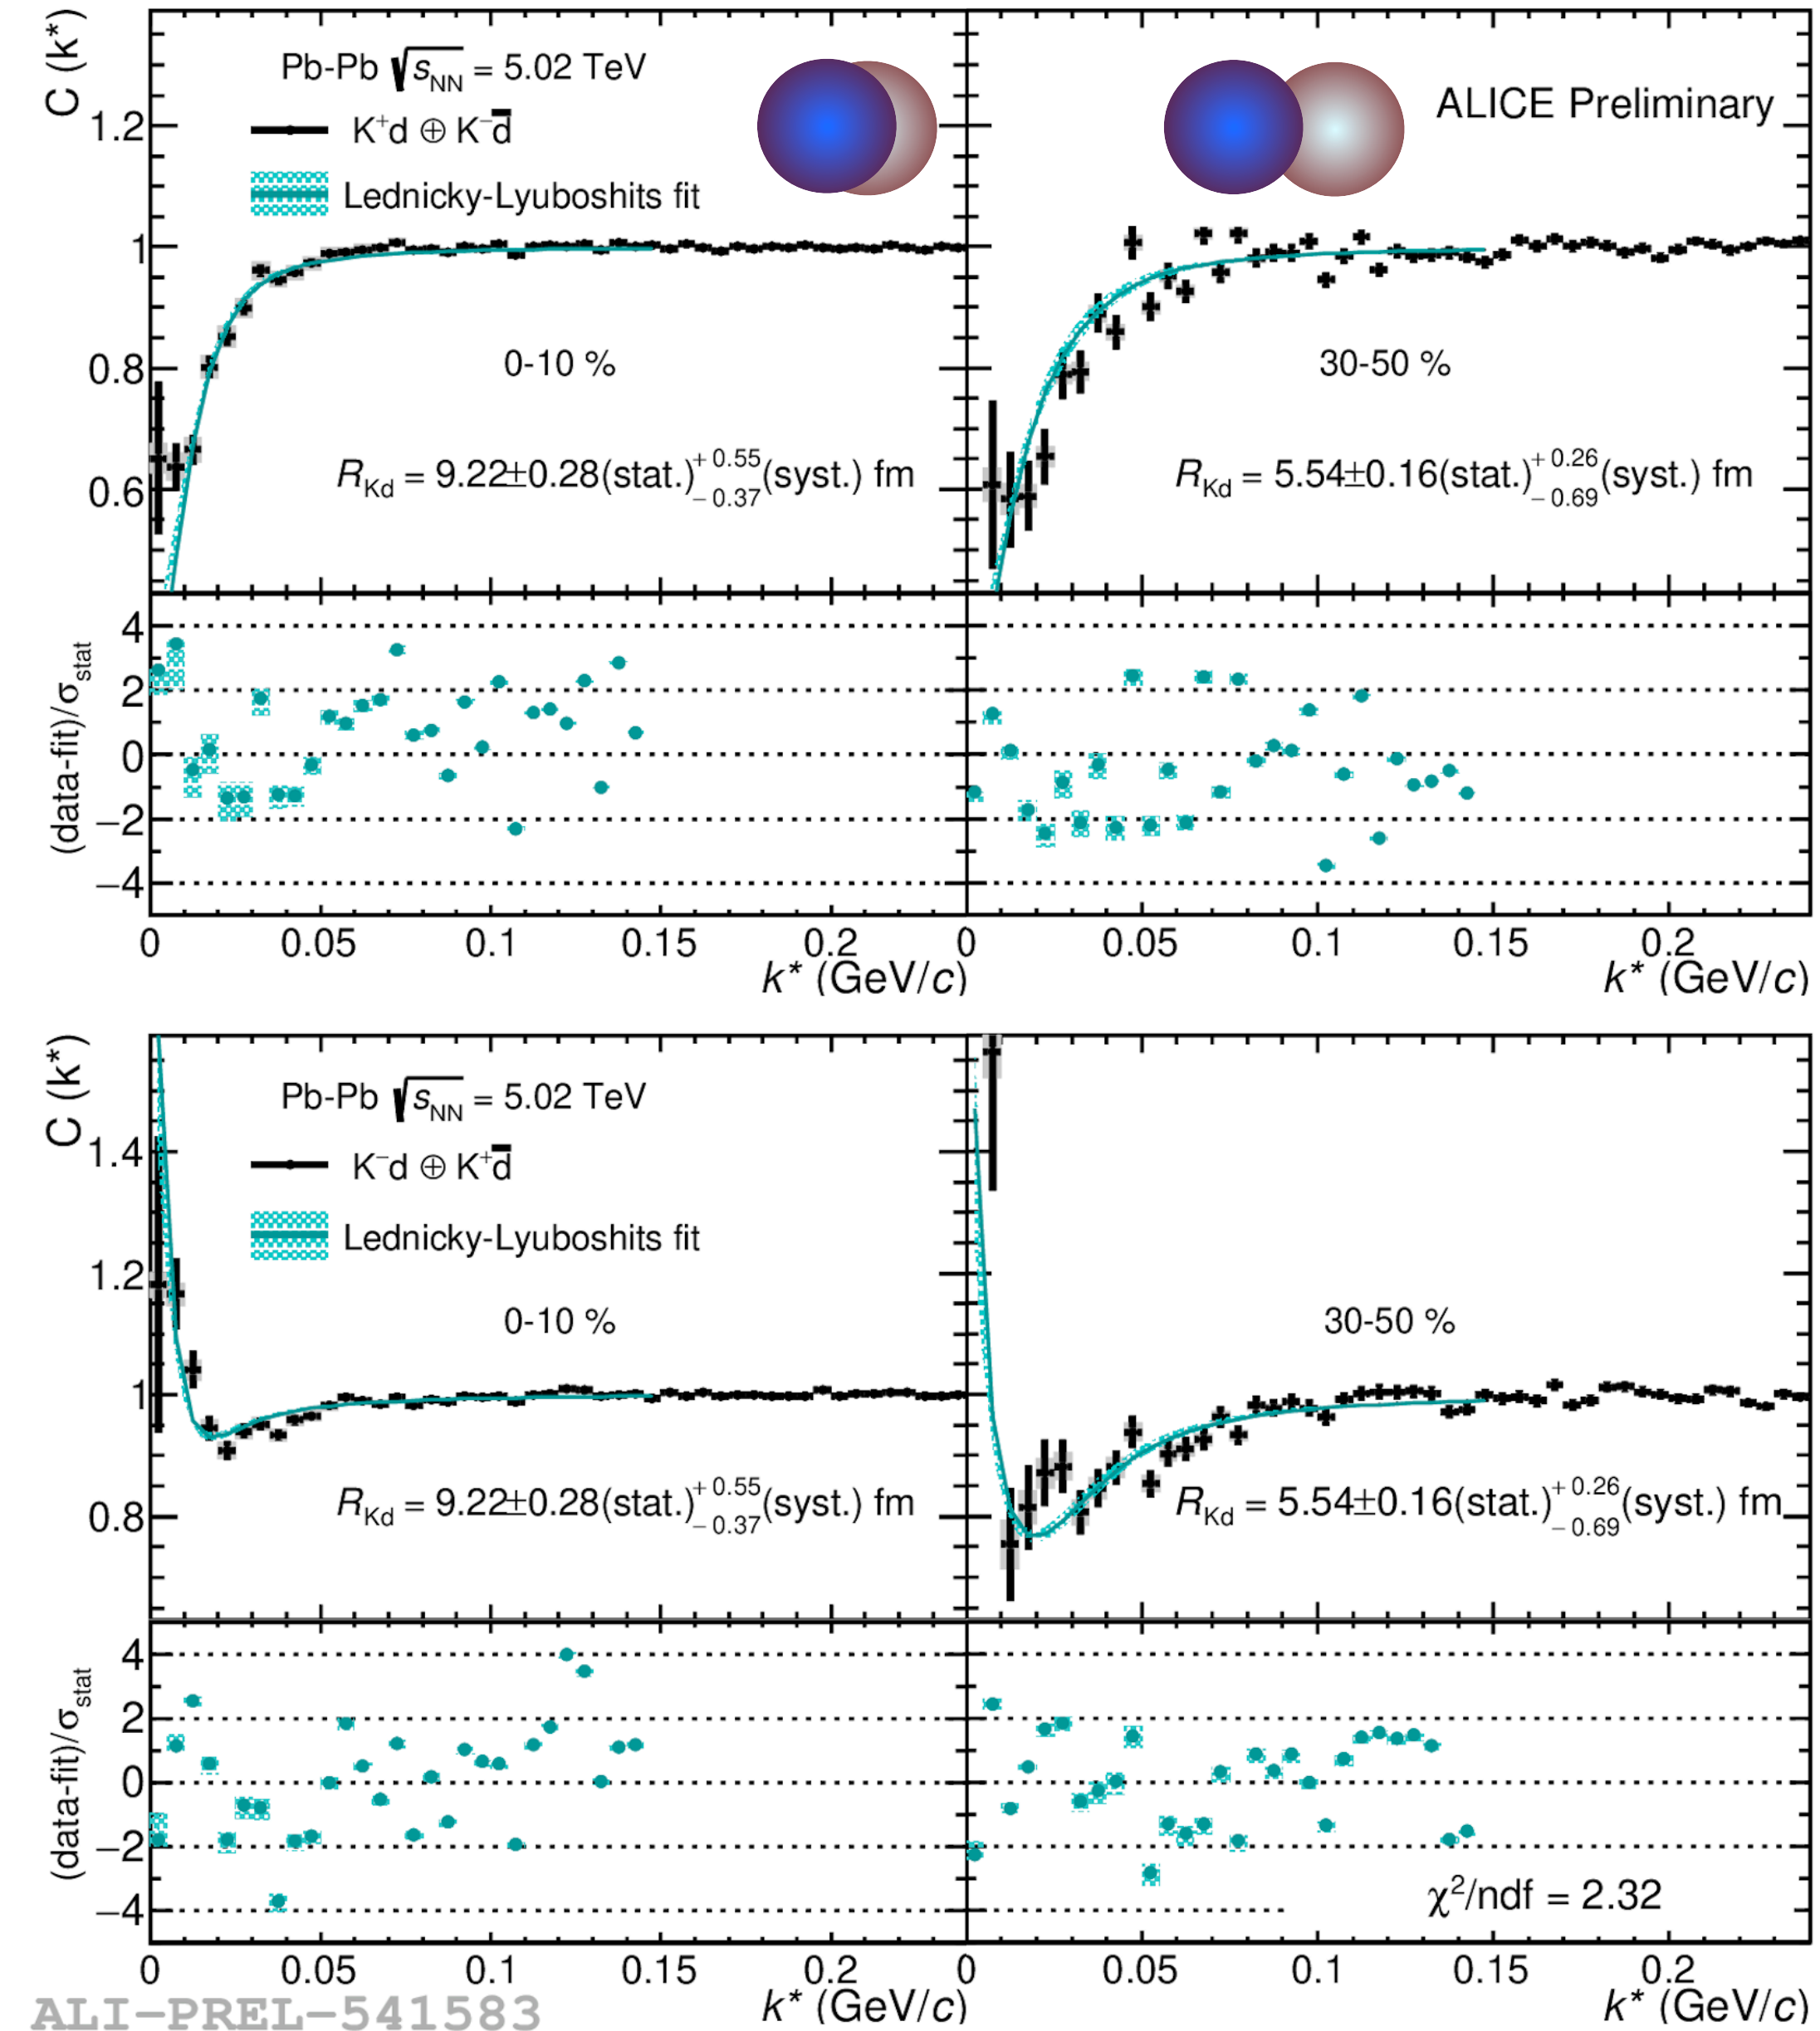 C (k*)
Pb-Pb √sNN = 5.02 TeV
K⁺d ⊕ K⁻d̄
Lednicky-Lyuboshits fit
ALICE Preliminary
1.2
1
0.8
0.6
0-10 %
30-50 %
R_Kd = 9.22±0.28(stat.)+0.55−0.37(syst.) fm
R_Kd = 5.54±0.16(stat.)+0.26−0.69(syst.) fm
(data-fit)/σstat
4
2
0
−2
−4
0 0.05 0.1 0.15 0.2 0 0.05 0.1 0.15 0.2
k* (GeV/c) k* (GeV/c)
C (k*)
Pb-Pb √sNN = 5.02 TeV
K⁻d ⊕ K⁺d̄
Lednicky-Lyuboshits fit
1.4
1.2
1
0.8
0-10 %
30-50 %
R_Kd = 9.22±0.28(stat.)+0.55−0.37(syst.) fm
R_Kd = 5.54±0.16(stat.)+0.26−0.69(syst.) fm
(data-fit)/σstat
4
2
0
−2
−4
χ²/ndf = 2.32
0 0.05 0.1 0.15 0.2 0 0.05 0.1 0.15 0.2
k* (GeV/c) k* (GeV/c)
ALI−PREL−541583